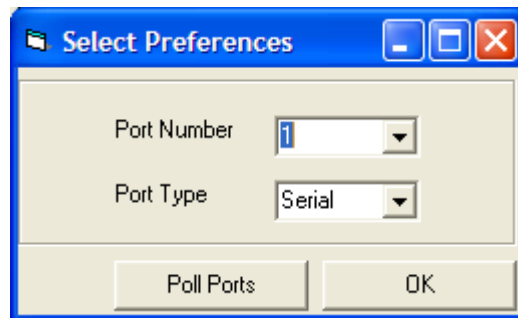 Select Preferences
Port Number 1
Port Type Serial
Poll Ports OK